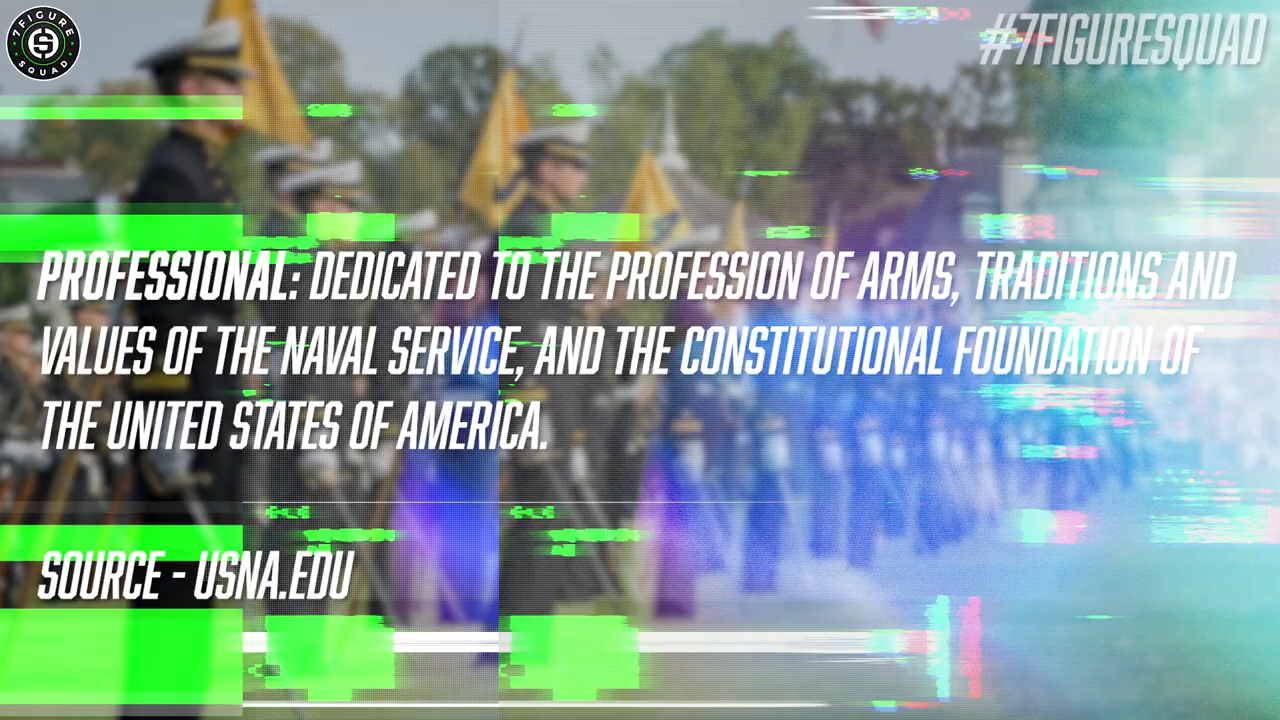 7FIGURE
SQUAD
#7FIGURESQUAD
PROFESSIONAL: DEDICATED TO THE PROFESSION OF ARMS, TRADITIONS AND
VALUES OF THE NAVAL SERVICE, AND THE CONSTITUTIONAL FOUNDATION OF
THE UNITED STATES OF AMERICA.
SOURCE - USNA.EDU